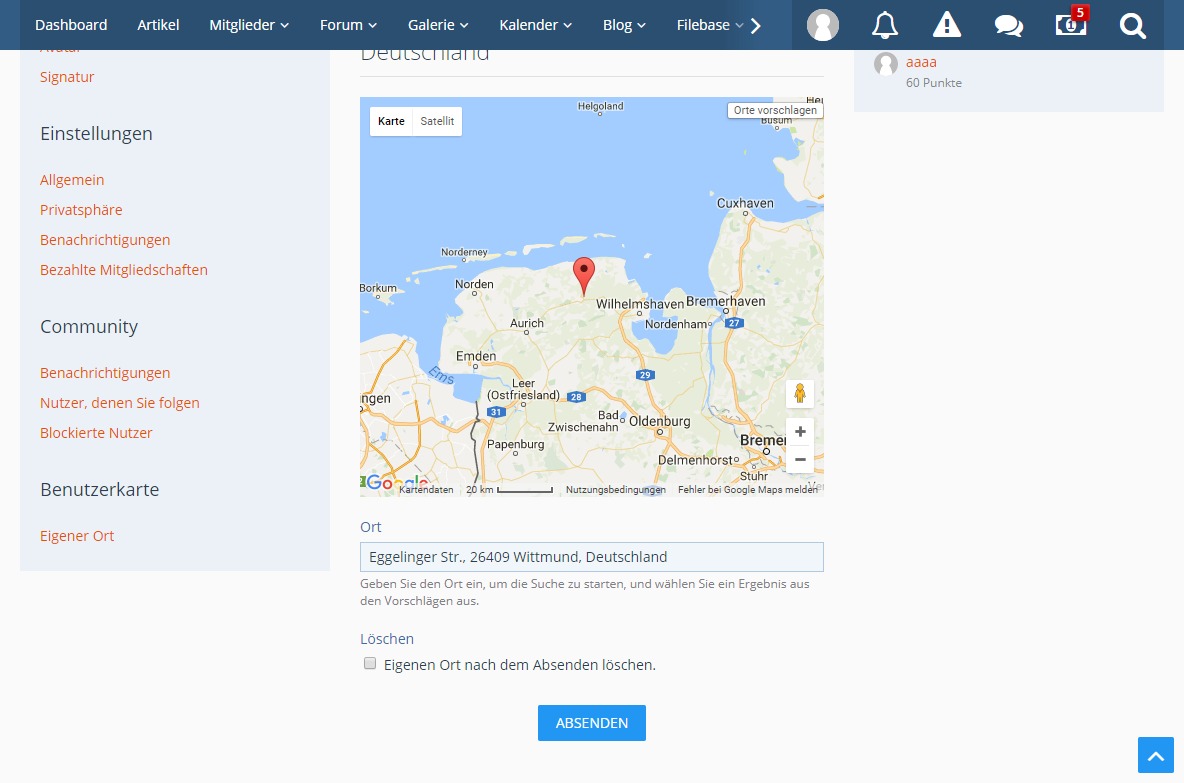 Dashboard Artikel Mitglieder Forum Galerie Kalender Blog Filebase 5
Avatar
Signatur
Einstellungen
Allgemein
Privatsphäre
Benachrichtigungen
Bezahlte Mitgliedschaften
Community
Benachrichtigungen
Nutzer, denen Sie folgen
Blockierte Nutzer
Benutzerkarte
Eigener Ort
Deutschland
Karte Satellit
Orte vorschlagen
Helgoland
Büsum
Cuxhaven
Norderney
Borkum
Norden
Wilhelmshaven
Bremerhaven
Aurich
Nordenham
27
Emden
Ems
29
Leer
(Ostfriesland)
28
31
Bad
Zwischenahn
Oldenburg
Papenburg
Bremen
Delmenhorst
Stuhr
Google
Kartendaten 20 km Nutzungsbedingungen Fehler bei Google Maps melden
Ort
Eggelinger Str., 26409 Wittmund, Deutschland
Geben Sie den Ort ein, um die Suche zu starten, und wählen Sie ein Ergebnis aus
den Vorschlägen aus.
Löschen
Eigenen Ort nach dem Absenden löschen.
ABSENDEN
aaaa
60 Punkte